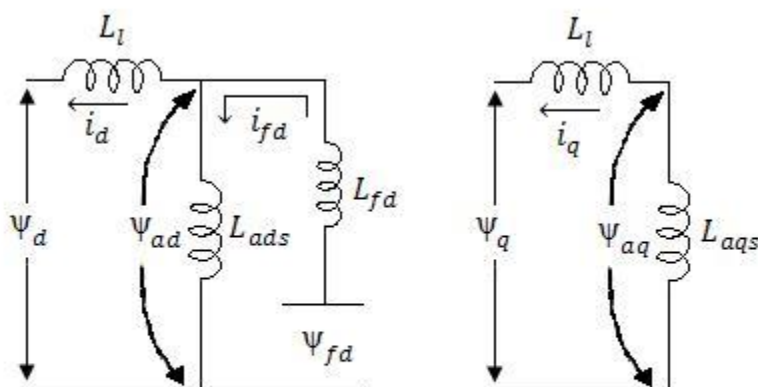 L_l
i_d
i_fd
Ψ_d
Ψ_ad
L_ads
L_fd
Ψ_fd
L_l
i_q
Ψ_q
Ψ_aq
L_aqs